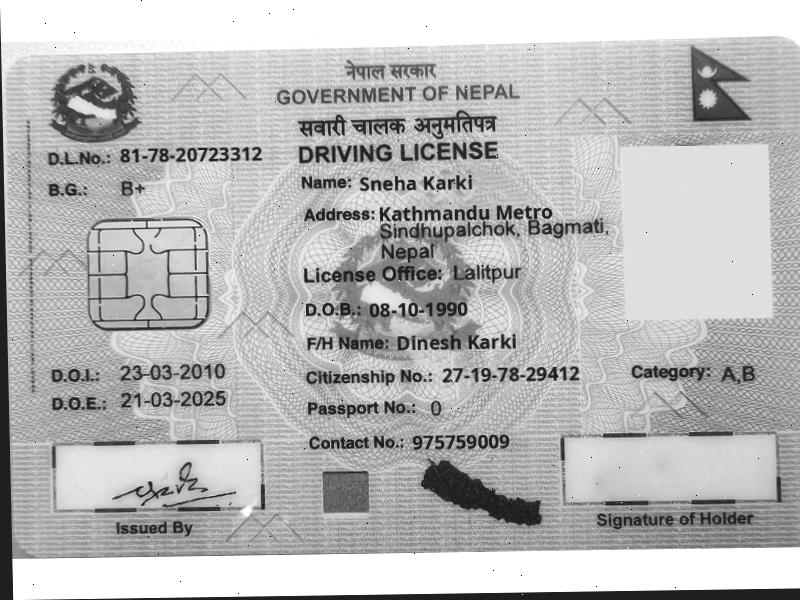 नेपाल सरकार
GOVERNMENT OF NEPAL
सवारी चालक अनुमतिपत्र
DRIVING LICENSE
D.L.No.: 81-78-20723312
B.G.: B+
Name: Sneha Karki
Address: Kathmandu Metro
Sindhupalchok, Bagmati,
Nepal
License Office: Lalitpur
D.O.B.: 08-10-1990
F/H Name: Dinesh Karki
D.O.I.: 23-03-2010
Citizenship No.: 27-19-78-29412
Category: A,B
D.O.E.: 21-03-2025
Passport No.: 0
Contact No.: 975759009
Issued By
Signature of Holder